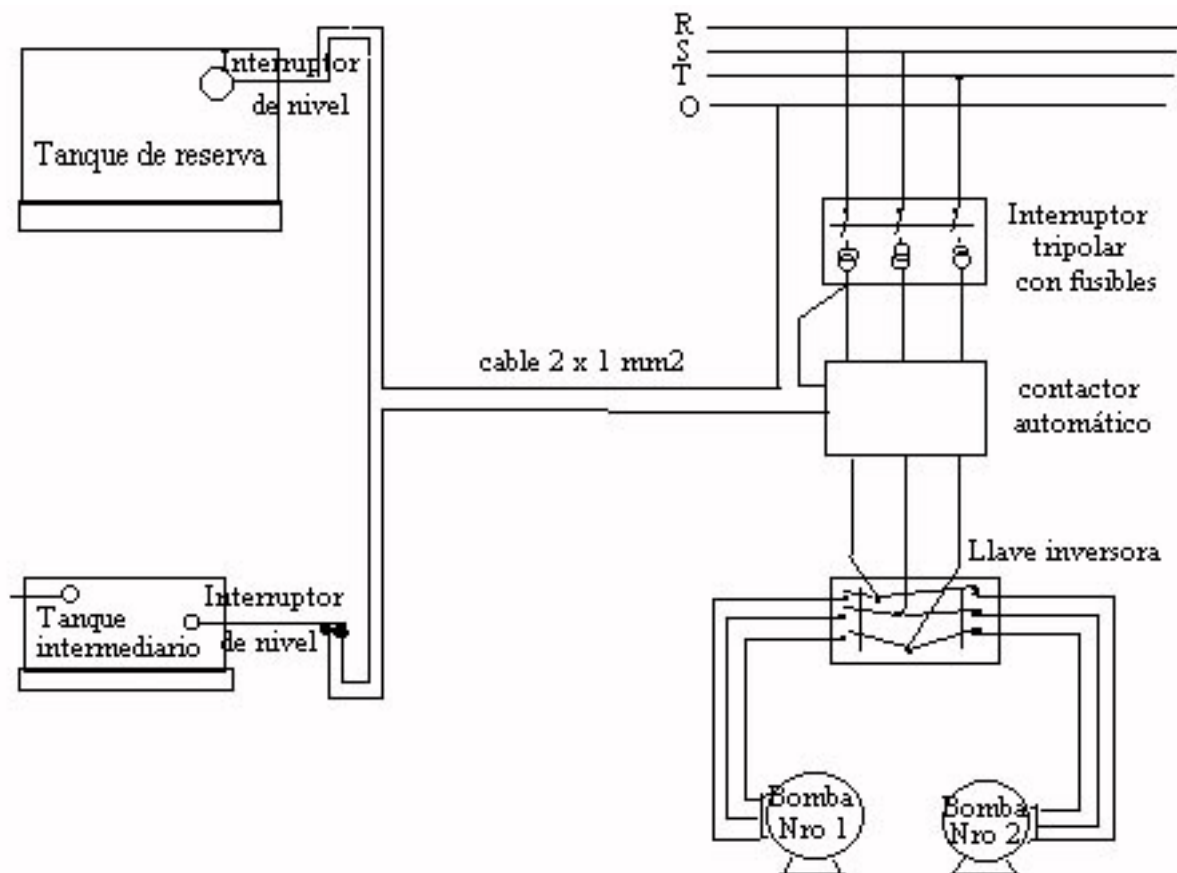 R
S
T
O
Interruptor
de nivel
Tanque de reserva
Interruptor
tripolar
con fusibles
cable 2 x 1 mm2
contactor
automático
Llave inversora
Interruptor
de nivel
Tanque
intermediario
Bomba
Nro 1
Bomba
Nro 2